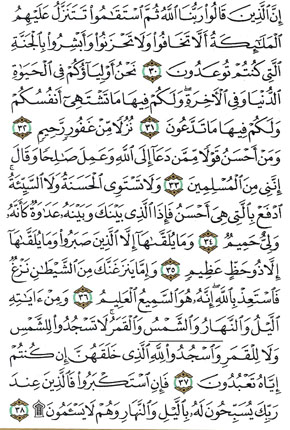 إِنَّ ٱلَّذِينَ قَالُوا۟ رَبُّنَا ٱللَّهُ ثُمَّ ٱسْتَقَـٰمُوا۟ تَتَنَزَّلُ عَلَيْهِمُ
ٱلْمَلَـٰٓئِكَةُ أَلَّا تَخَافُوا۟ وَلَا تَحْزَنُوا۟ وَأَبْشِرُوا۟ بِٱلْجَنَّةِ
ٱلَّتِى كُنتُمْ تُوعَدُونَ ٣٠ نَحْنُ أَوْلِيَآؤُكُمْ فِى ٱلْحَيَوٰةِ
ٱلدُّنْيَا وَفِى ٱلْـَٔاخِرَةِ ۖ وَلَكُمْ فِيهَا مَا تَشْتَهِىٓ أَنفُسُكُمْ
وَلَكُمْ فِيهَا مَا تَدَّعُونَ ٣١ نُزُلًا مِّنْ غَفُورٍ رَّحِيمٍ ٣٢
وَمَنْ أَحْسَنُ قَوْلًا مِّمَّن دَعَآ إِلَى ٱللَّهِ وَعَمِلَ صَـٰلِحًا وَقَالَ
إِنَّنِى مِنَ ٱلْمُسْلِمِينَ ٣٣ وَلَا تَسْتَوِى ٱلْحَسَنَةُ وَلَا ٱلسَّيِّئَةُ ۚ
ٱدْفَعْ بِٱلَّتِى هِىَ أَحْسَنُ فَإِذَا ٱلَّذِى بَيْنَكَ وَبَيْنَهُۥ عَدَٰوَةٌ كَأَنَّهُۥ
وَلِىٌّ حَمِيمٌ ٣٤ وَمَا يُلَقَّىٰهَآ إِلَّا ٱلَّذِينَ صَبَرُوا۟ وَمَا يُلَقَّىٰهَآ
إِلَّا ذُو حَظٍّ عَظِيمٍ ٣٥ وَإِمَّا يَنزَغَنَّكَ مِنَ ٱلشَّيْطَـٰنِ نَزْغٌ
فَٱسْتَعِذْ بِٱللَّهِ ۖ إِنَّهُۥ هُوَ ٱلسَّمِيعُ ٱلْعَلِيمُ ٣٦ وَمِنْ ءَايَـٰتِهِ
ٱلَّيْلُ وَٱلنَّهَارُ وَٱلشَّمْسُ وَٱلْقَمَرُ ۚ لَا تَسْجُدُوا۟ لِلشَّمْسِ
وَلَا لِلْقَمَرِ وَٱسْجُدُوا۟ لِلَّهِ ٱلَّذِى خَلَقَهُنَّ إِن كُنتُمْ
إِيَّاهُ تَعْبُدُونَ ٣٧ فَإِنِ ٱسْتَكْبَرُوا۟ فَٱلَّذِينَ عِندَ
رَبِّكَ يُسَبِّحُونَ لَهُۥ بِٱلَّيْلِ وَٱلنَّهَارِ وَهُمْ لَا يَسْـَٔمُونَ ۩ ٣٨